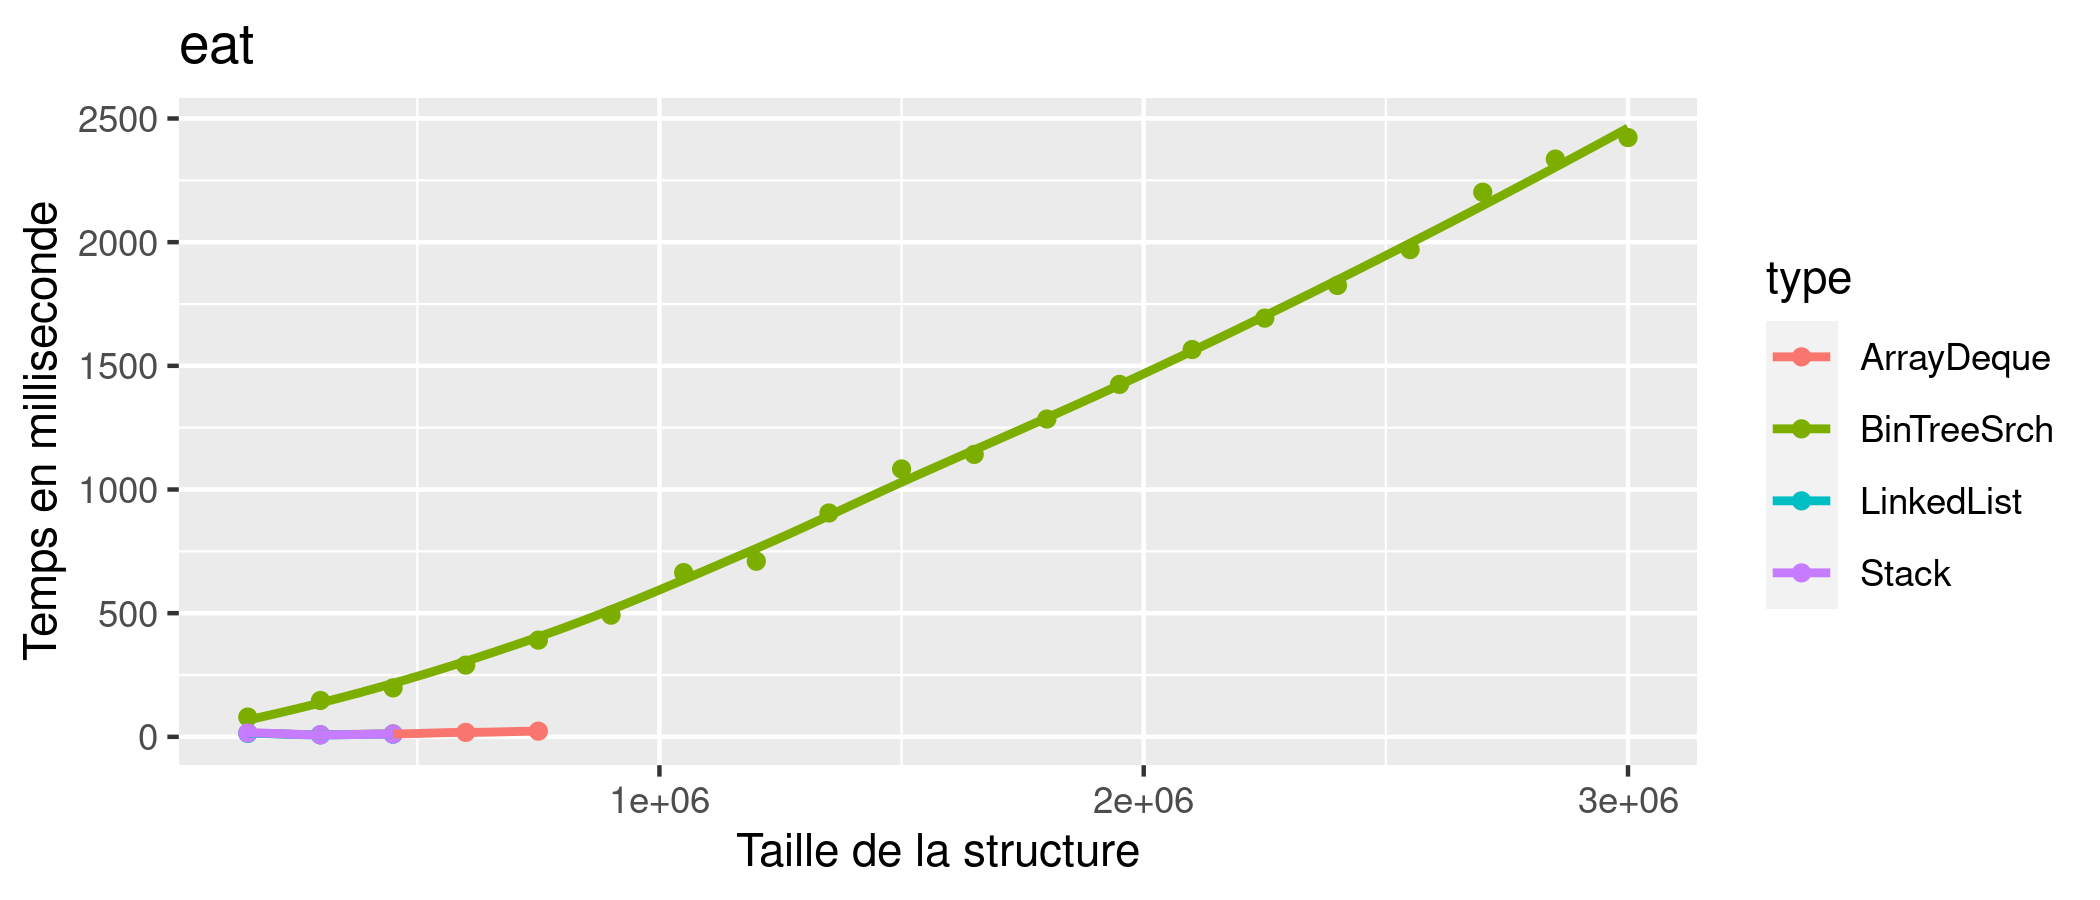 eat
Temps en milliseconde
2500
2000
1500
1000
500
0
1e+06
2e+06
3e+06
Taille de la structure
type
ArrayDeque
BinTreeSrch
LinkedList
Stack